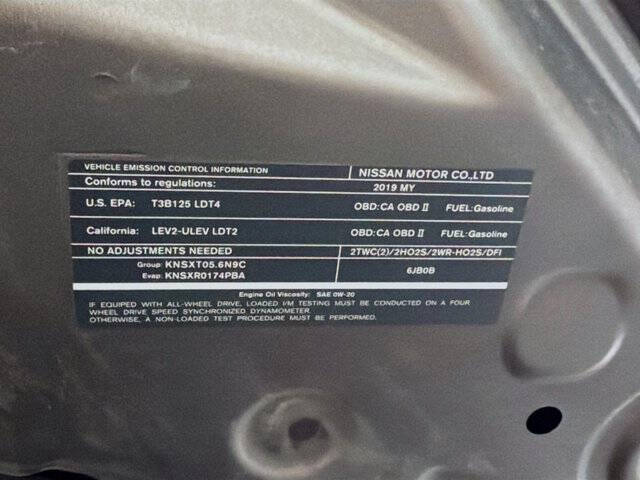 VEHICLE EMISSION CONTROL INFORMATION NISSAN MOTOR CO.,LTD
Conforms to regulations: 2019 MY
U.S. EPA: T3B125 LDT4 OBD:CA OBD II FUEL:Gasoline
California: LEV2-ULEV LDT2 OBD:CA OBD II FUEL:Gasoline
NO ADJUSTMENTS NEEDED 2TWC(2)/2HO2S/2WR-HO2S/DFI
Group: KNSXT05.6N9C 6JB0B
Evap: KNSXR0174PBA
Engine Oil Viscosity: SAE 0W-20
IF EQUIPPED WITH ALL-WHEEL DRIVE, LOADED I/M TESTING MUST BE CONDUCTED ON A FOUR
WHEEL DRIVE SPEED SYNCHRONIZED DYNAMOMETER.
OTHERWISE, A NON-LOADED TEST PROCEDURE MUST BE PERFORMED.